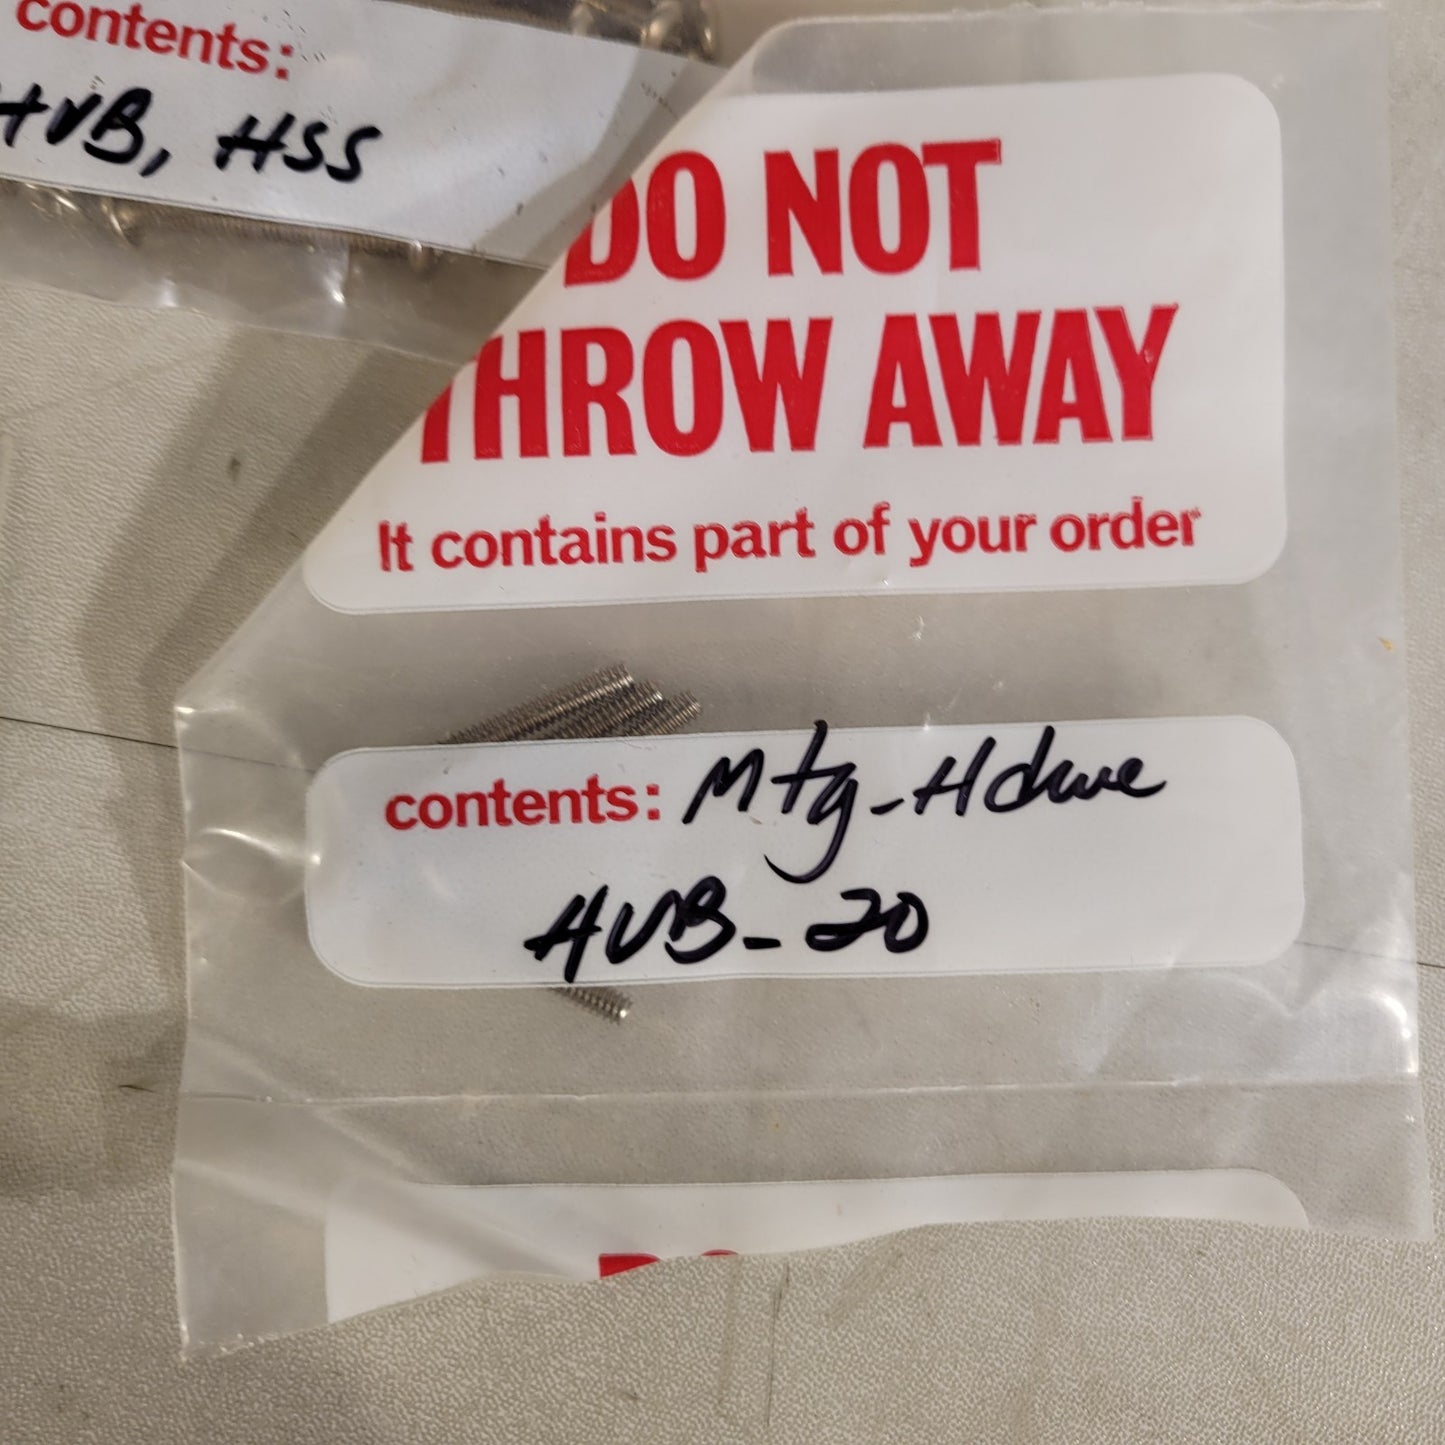 contents:
HVB, HSS
DO NOT
THROW AWAY
It contains part of your order
contents: Mtg-Hdwe
HVB-20